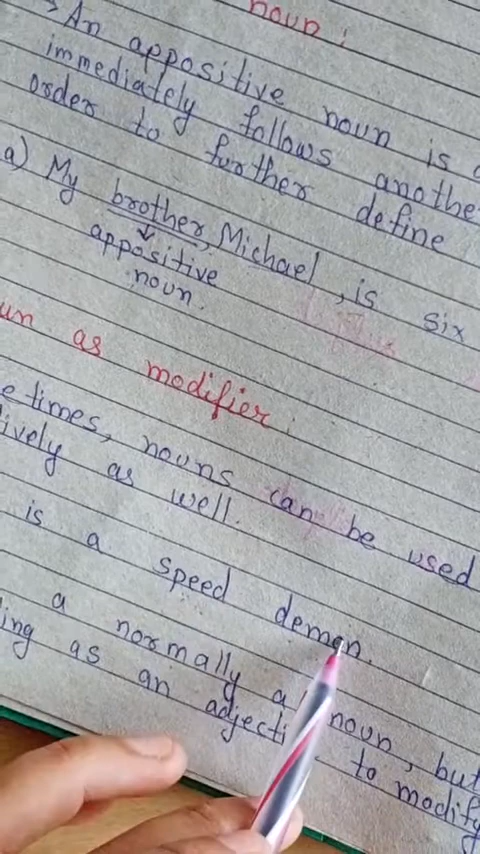 noun :
→ An appositive noun is a
immediately follows anothe
order to further define
a) My brother, Michael, is six
appositive
noun.
un as modifier :
e times, nouns can be used
ively as well.
is a speed demon.
a normally a noun, but
ing as an adjecti to modify